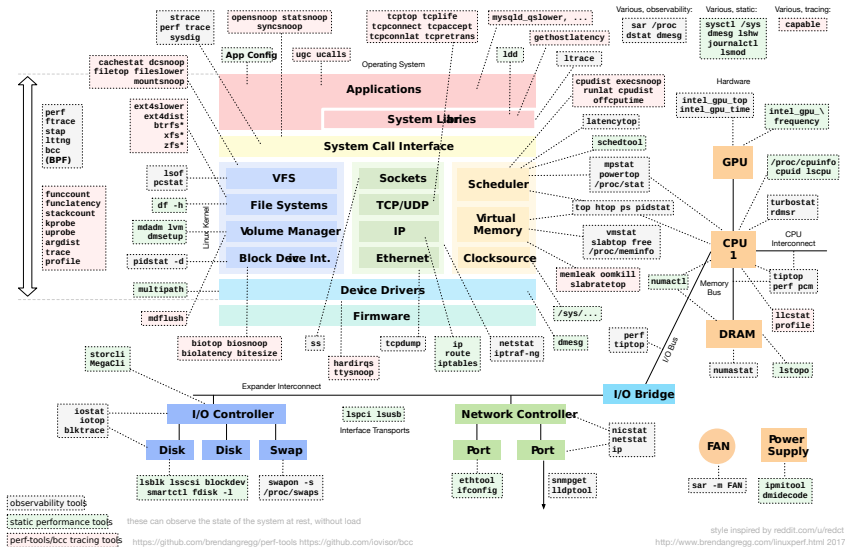 strace
perf trace
sysdig
opensnoop statsnoop
syncsnoop
tcptop tcplife
tcpconnect tcpaccept
tcpconnlat tcpretrans
mysqld_qslower, ...
gethostlatency
Various, observability:
sar /proc
dstat dmesg
Various, static:
sysctl /sys
dmesg lshw
journalctl
lsmod
Various, tracing:
capable
App Config
ugc ucalls
Operating System
ldd
ltrace
cachestat dcsnoop
filetop fileslower
mountsnoop
Applications
cpudist execsnoop
runlat cpudist
offcputime
Hardware
intel_gpu_top
intel_gpu_time
intel_gpu_\
frequency
perf
ftrace
stap
lttng
bcc
(BPF)
ext4slower
ext4dist
btrfs*
xfs*
zfs*
System Libraries
System Call Interface
latencytop
schedtool
GPU
lsof
pcstat
VFS
Sockets
Scheduler
mpstat
powertop
/proc/stat
/proc/cpuinfo
cpuid lscpu
funccount
funclatency
stackcount
kprobe
uprobe
argdist
trace
profile
df -h
File Systems
TCP/UDP
top htop ps pidstat
turbostat
rdmsr
Linux Kernel
mdadm lvm
dmsetup
Volume Manager
IP
Virtual
Memory
vmstat
slabtop free
/proc/meminfo
CPU
1
CPU
Interconnect
pidstat -d
Block Device Int.
Ethernet
Clocksource
memleak oomkill
slabratetop
numactl
Memory
Bus
tiptop
perf pcm
multipath
Device Drivers
mdflush
Firmware
/sys/...
llcstat
profile
DRAM
biotop biosnoop
biolatency bitesize
ss
hardirqs
ttysnoop
tcpdump
ip
route
iptables
netstat
iptraf-ng
dmesg
perf
tiptop
I/O Bus
numastat
lstopo
storcli
MegaCli
Expander Interconnect
I/O Bridge
iostat
iotop
blktrace
I/O Controller
lspci lsusb
Interface Transports
Network Controller
nicstat
netstat
ip
Disk
Disk
Swap
Port
Port
FAN
Power
Supply
lsblk lsscsi blockdev
smartctl fdisk -l
swapon -s
/proc/swaps
ethtool
ifconfig
snmpget
lldptool
sar -m FAN
ipmitool
dmidecode
observability tools
static performance tools
these can observe the state of the system at rest, without load
perf-tools/bcc tracing tools
https://github.com/brendangregg/perf-tools https://github.com/iovisor/bcc
style inspired by reddit.com/u/redct
http://www.brendangregg.com/linuxperf.html 2017